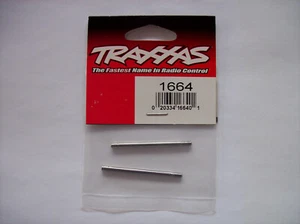 TRAXXAS
The Fastest Name In Radio Control
1664
0 20334 16640 1